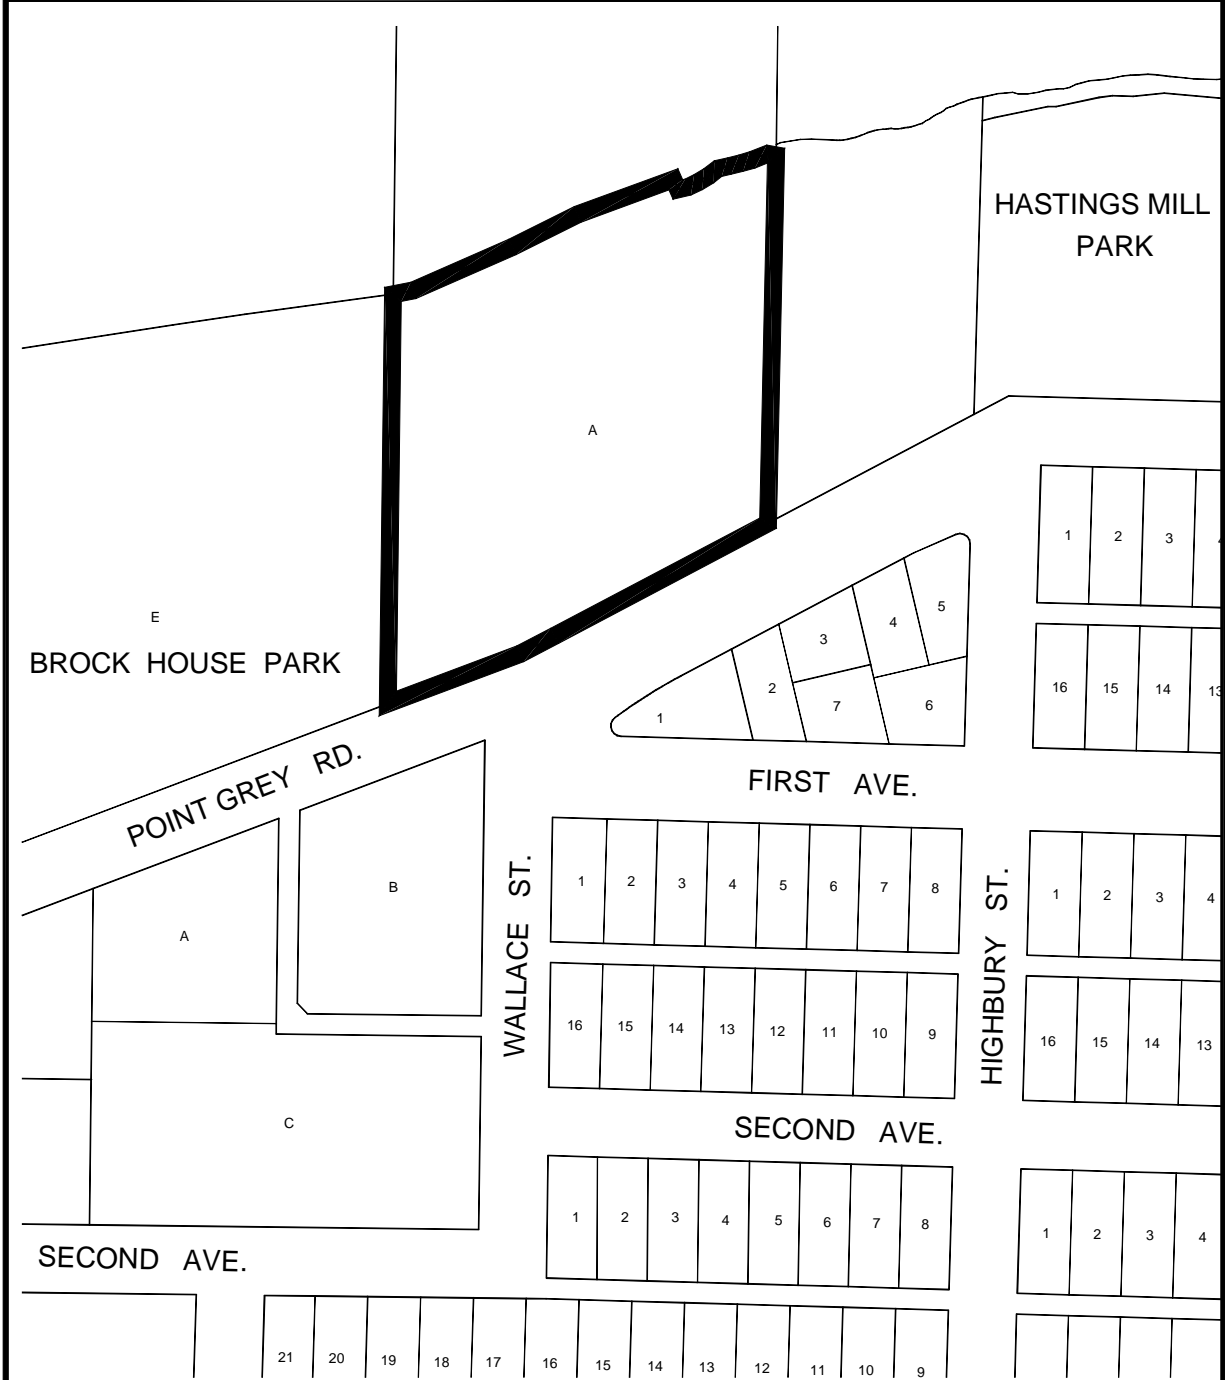 HASTINGS MILL
PARK
A
E
BROCK HOUSE PARK
POINT GREY RD.
1 2 3
1 2 3 4 5 6 7
16 15 14 13
FIRST AVE.
A
B
C
WALLACE ST.
HIGHBURY ST.
1 2 3 4 5 6 7 8
1 2 3 4
16 15 14 13 12 11 10 9
16 15 14 13
SECOND AVE.
1 2 3 4 5 6 7 8
1 2 3 4
SECOND AVE.
21 20 19 18 17 16 15 14 13 12 11 10 9